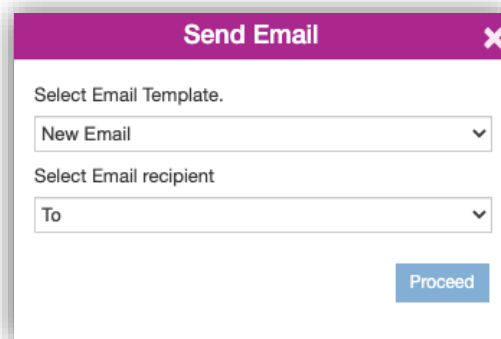 Send Email
Select Email Template.
New Email
Select Email recipient
To
Proceed